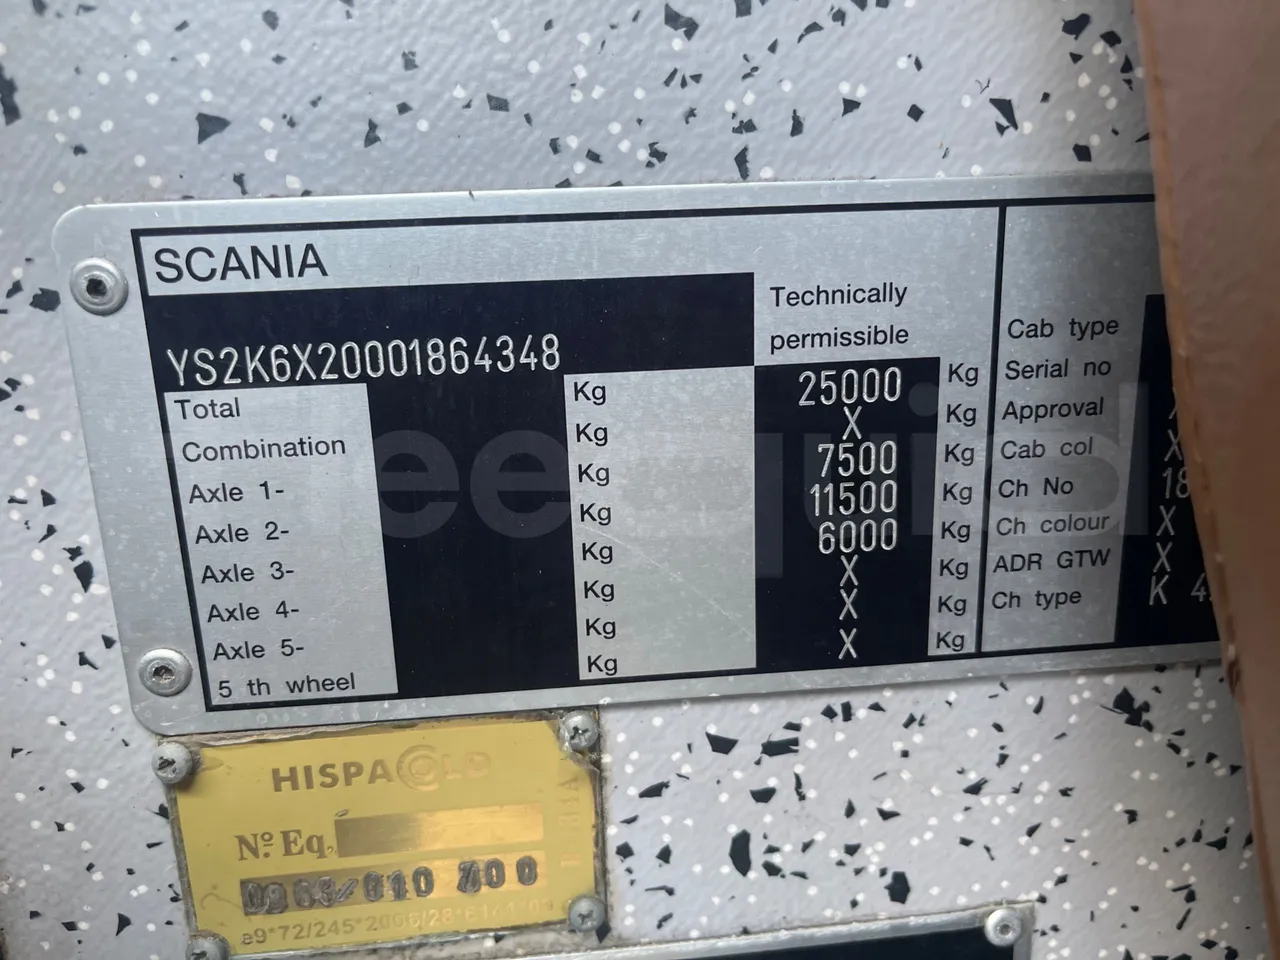 SCANIA
YS2K6X20001864348
Technically
permissible
Total Kg 25000 Kg
Combination Kg X Kg
Axle 1- Kg 7500 Kg
Axle 2- Kg 11500 Kg
Axle 3- Kg 6000 Kg
Axle 4- Kg X Kg
Axle 5- Kg X Kg
5 th wheel Kg X Kg
Cab type
Serial no
Approval
Cab col X
Ch No 18
Ch colour X
ADR GTW X
Ch type K 4
HISPACOLD
Nº Eq.